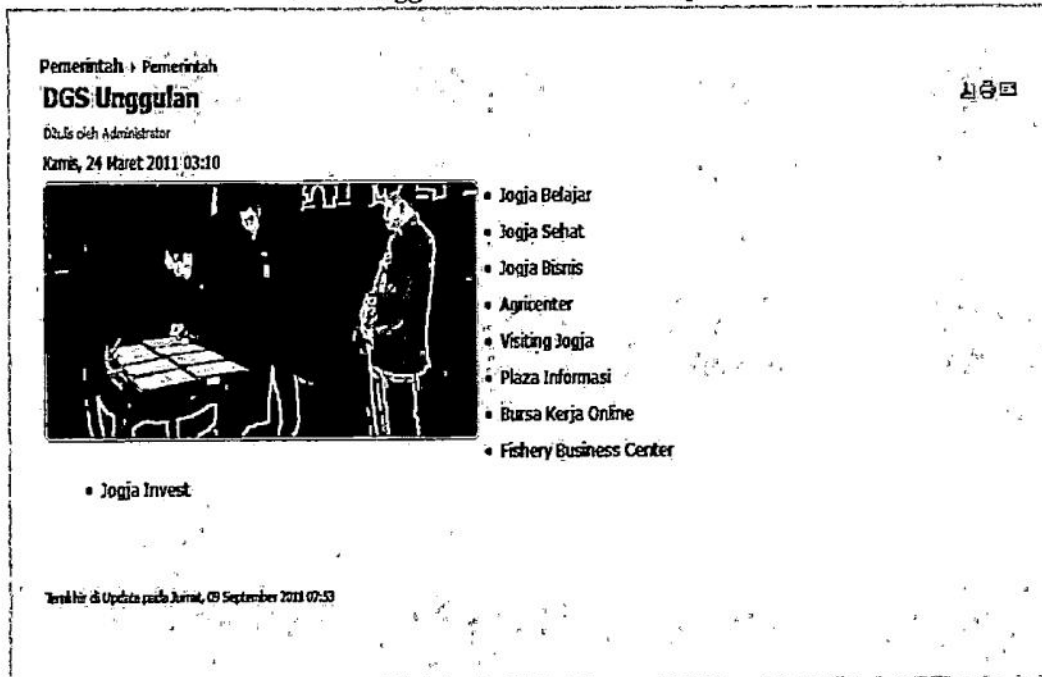 Pemerintah › Pemerintah
DGS Unggulan
Ditulis oleh Administrator
Kamis, 24 Maret 2011 03:10
• Jogja Belajar
• Jogja Sehat
• Jogja Bisnis
• Agricenter
• Visiting Jogja
• Plaza Informasi
• Bursa Kerja Online
• Fishery Business Center
• Jogja Invest
Terakhir di Update pada Jumat, 09 September 2011 07:53